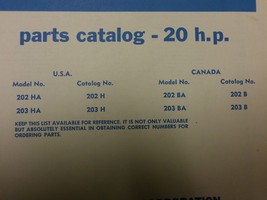 parts catalog - 20 h.p.
U.S.A. CANADA
Model No. Catalog No. Model No. Catalog No.
202 HA 202 H 202 BA 202 B
203 HA 203 H 203 BA 203 B
KEEP THIS LIST AVAILABLE FOR REFERENCE. IT IS NOT ONLY VALUABLE
BUT ABSOLUTELY ESSENTIAL IN OBTAINING CORRECT NUMBERS FOR
ORDERING PARTS.